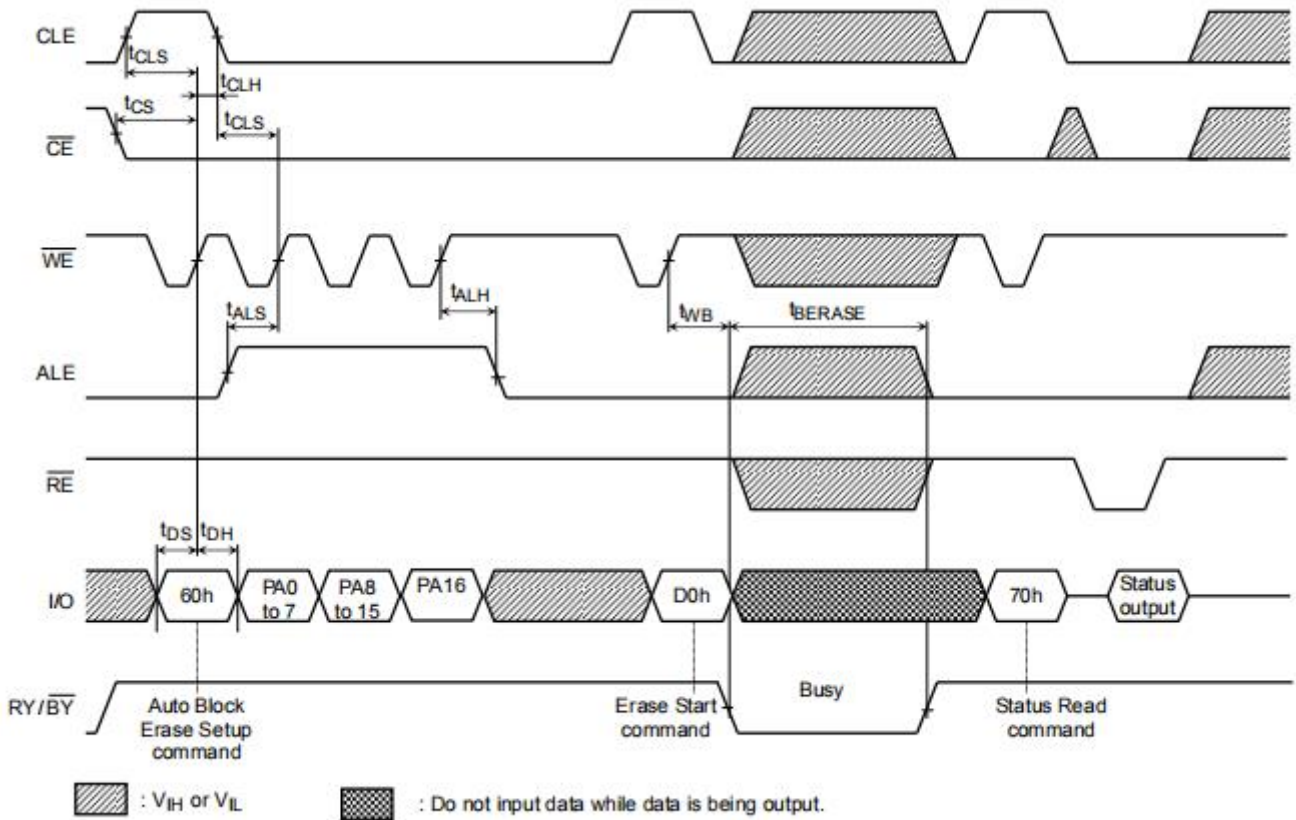 CLE
tCLS
tCLH
tCS
tCLS
CE
WE
tALS
tALH
tWB
tBERASE
ALE
RE
tDS
tDH
I/O
60h
PA0
to 7
PA8
to 15
PA16
D0h
70h
Status
output
RY/BY
Busy
Auto Block
Erase Setup
command
Erase Start
command
Status Read
command
: VIH or VIL
: Do not input data while data is being output.